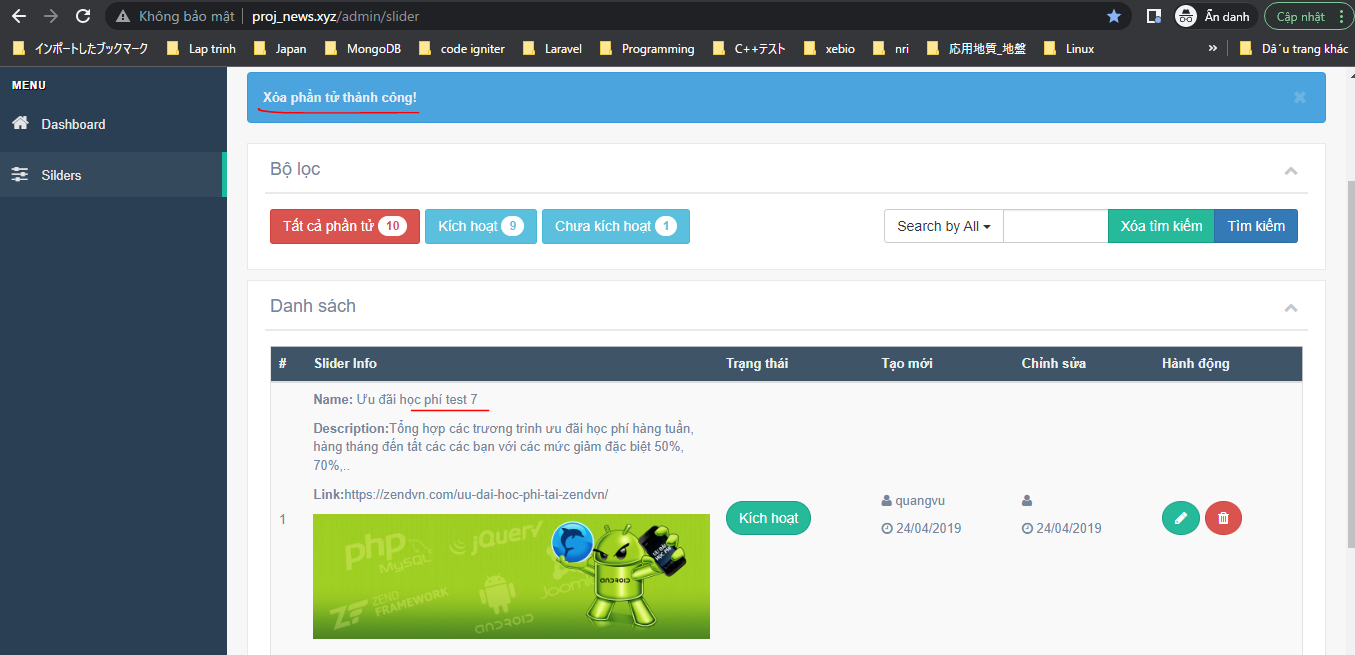 Không bảo mật proj_news.xyz/admin/slider Ẩn danh Cập nhật
インポートしたブックマーク Lap trinh Japan MongoDB code igniter Laravel Programming C++テスト xebio nri 応用地質_地盤 Linux » Dấu trang khác
MENU
Dashboard
Silders
Xóa phần tử thành công!
Bộ lọc
Tất cả phần tử 10 Kích hoạt 9 Chưa kích hoạt 1 Search by All Xóa tìm kiếm Tìm kiếm
Danh sách
# Slider Info Trạng thái Tạo mới Chỉnh sửa Hành động
Name: Ưu đãi học phí test 7
Description:Tổng hợp các trương trình ưu đãi học phí hàng tuần,
hàng tháng đến tất các các bạn với các mức giảm đặc biệt 50%,
70%,..
Link:https://zendvn.com/uu-dai-hoc-phi-tai-zendvn/
1 Kích hoạt quangvu
24/04/2019 24/04/2019
php
MySQL
jQuery
ANDROID
ZF ZEND
FRAMEWORK
ANDROID